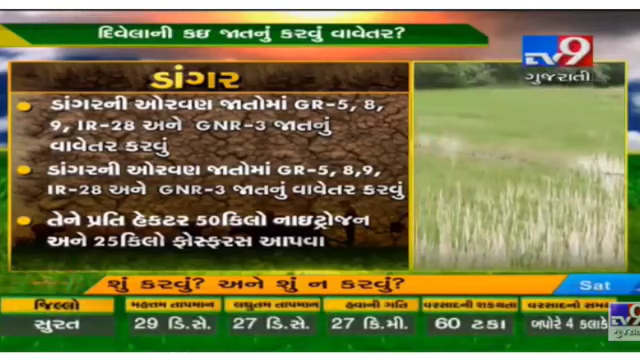 દિવેલાની કઇ જાતનું કરવું વાવેતર?
TV9
ગુજરાતી
ડાંગર
ડાંગરની ઓરવણ જાતોમાં GR-5, 8,
9, IR-28 અને GNR-3 જાતનું
વાવેતર કરવું
ડાંગરની ઓરવણ જાતોમાં GR-5, 8,9,
IR-28 અને GNR-3 જાતનું વાવેતર કરવું
તેને પ્રતિ હેક્ટર 50કિલો નાઇટ્રોજન
અને 25કિલો ફોસ્ફરસ આપવા
શું કરવું? અને શું ન કરવું?
Sat
જિલ્લો મહત્તમ તાપમાન લઘુતમ તાપમાન હવાની ગતિ વરસાદની શક્યતા વરસાદની
સુરત 29 ડિ.સે. 27 ડિ.સે. 27 કિ.મી. 60 ટકા બપોરે 4 કલાકે